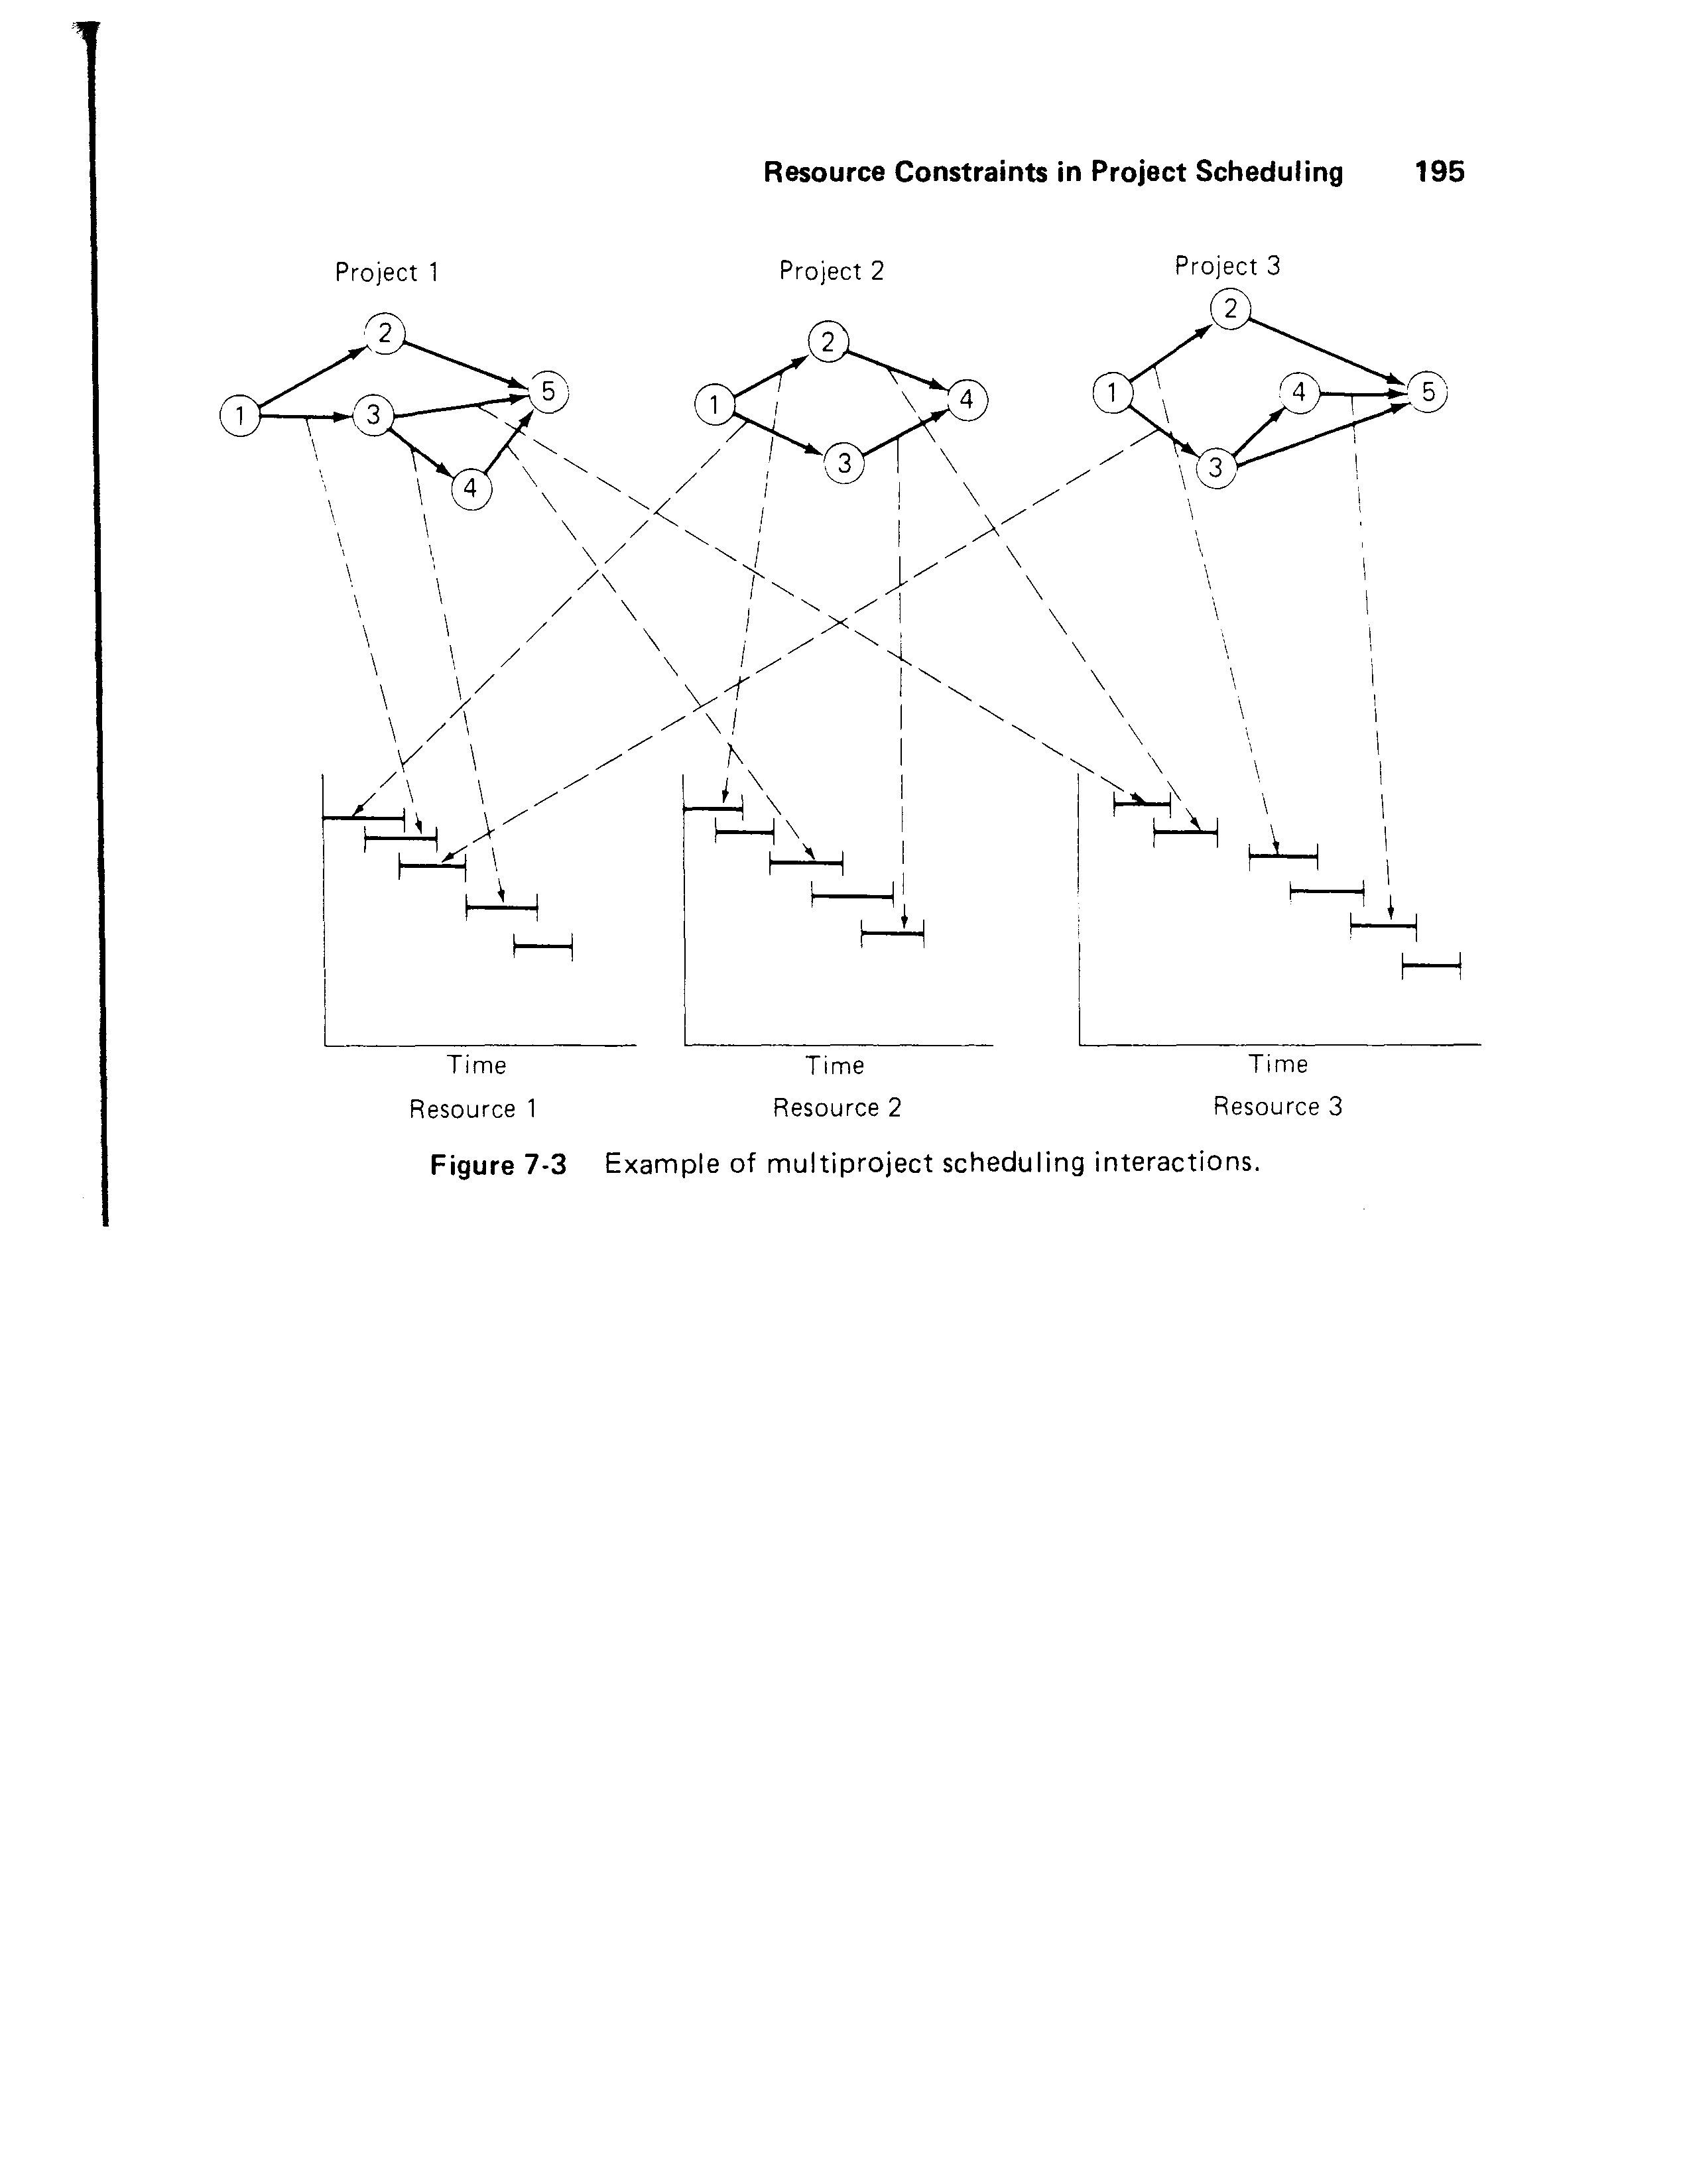 Resource Constraints in Project Scheduling 195
Project 1 Project 2 Project 3
2 2 2
1 3 5 1 4 1 4 5
4 3 3
Time Time Time
Resource 1 Resource 2 Resource 3
Figure 7-3 Example of multiproject scheduling interactions.